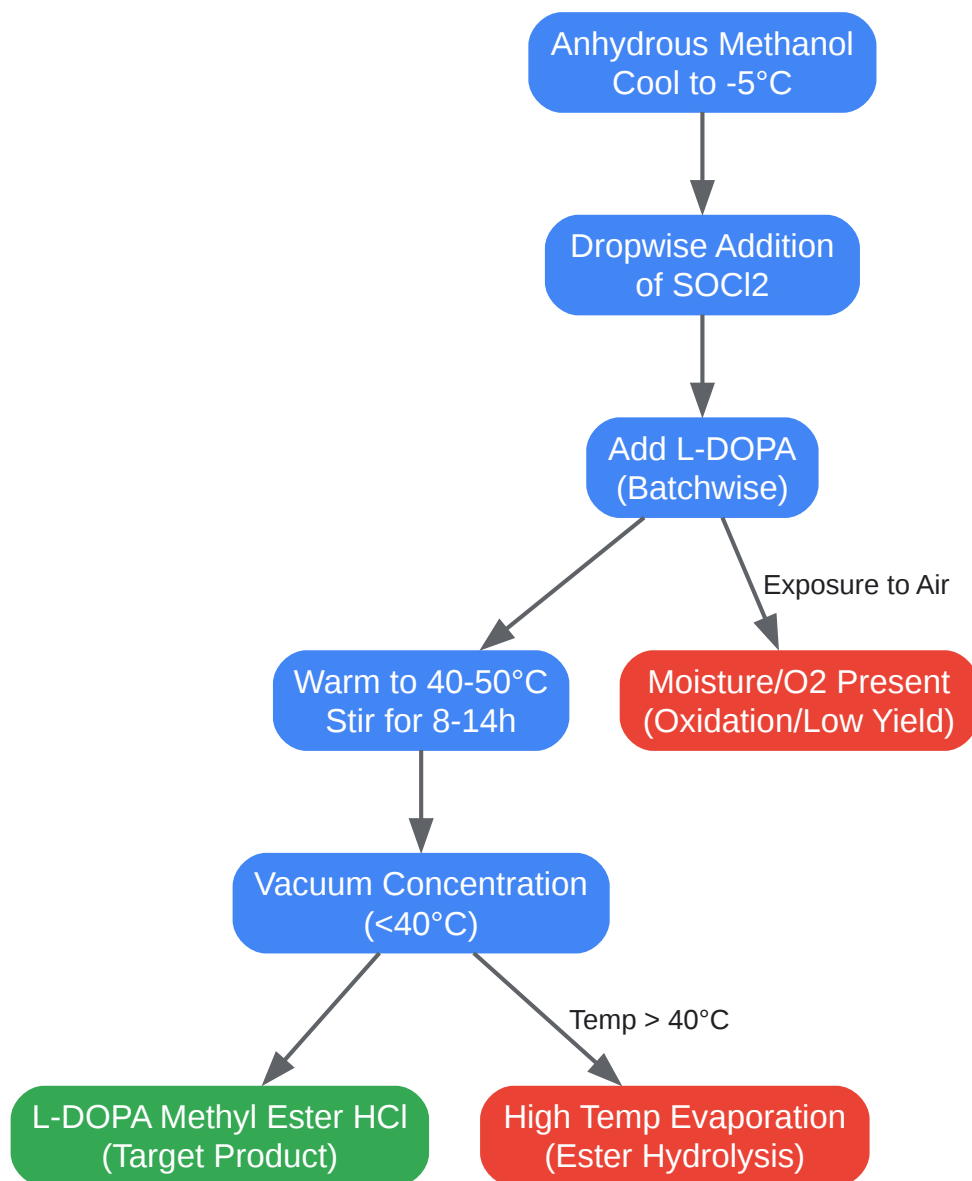 Anhydrous Methanol
Cool to -5°C
Dropwise Addition
of SOCl2
Add L-DOPA
(Batchwise)
Exposure to Air
Warm to 40-50°C
Stir for 8-14h
Moisture/O2 Present
(Oxidation/Low Yield)
Vacuum Concentration
(<40°C)
Temp > 40°C
L-DOPA Methyl Ester HCl
(Target Product)
High Temp Evaporation
(Ester Hydrolysis)